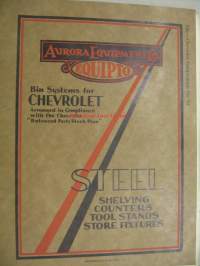 AURORA EQUIPMENT Co
EQUIPTO
Bin Systems for
CHEVROLET
Arranged in Compliance
with the Chevrolet
"Balanced Parts Stock Plan"
STEEL
SHELVING
COUNTERS
TOOL STANDS
STORE FIXTURES